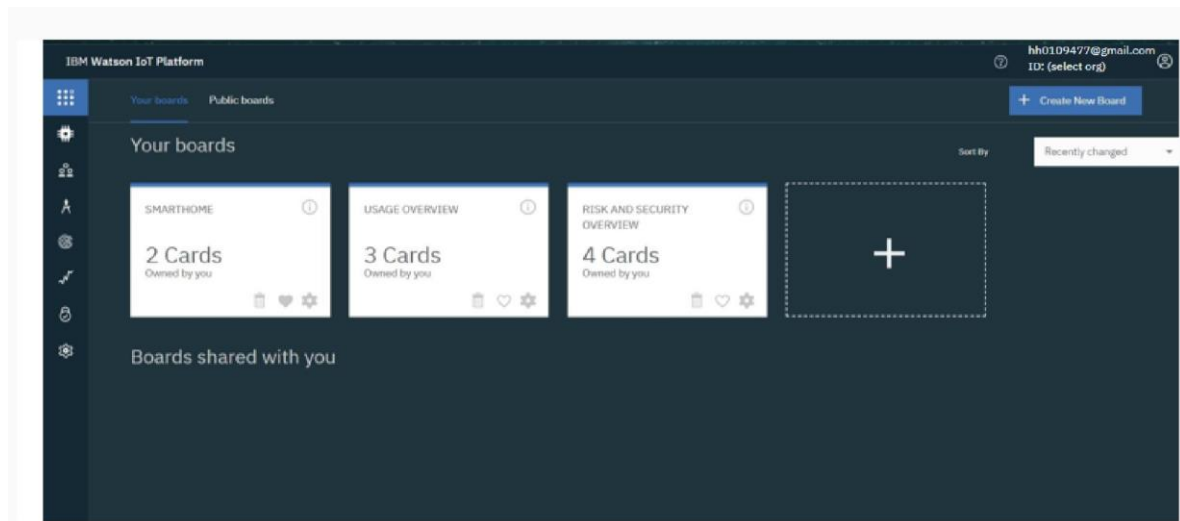 IBM Watson IoT Platform
hh0109477@gmail.com
ID: (select org)
Your boards
Public boards
+ Create New Board
Your boards
Sort By
Recently changed
SMARTHOME
2 Cards
Owned by you
USAGE OVERVIEW
3 Cards
Owned by you
RISK AND SECURITY
OVERVIEW
4 Cards
Owned by you
Boards shared with you